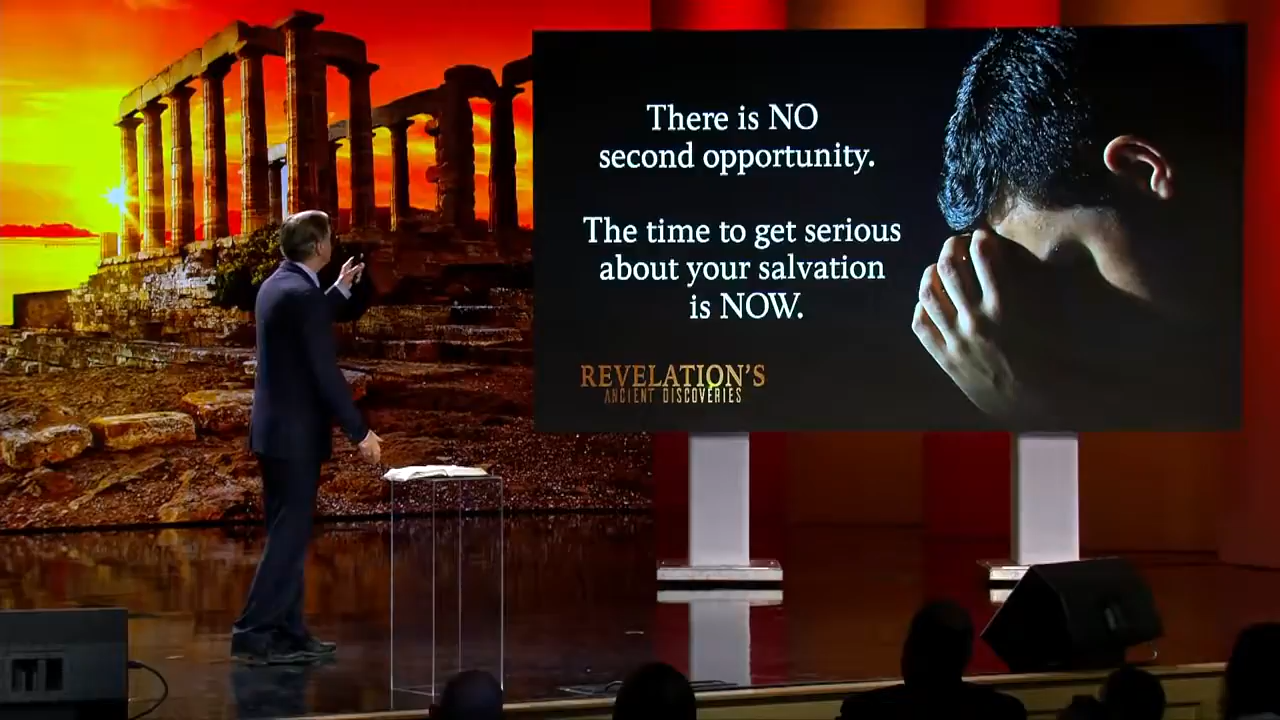 There is NO
second opportunity.
The time to get serious
about your salvation
is NOW.
REVELATION'S
ANCIENT DISCOVERIES